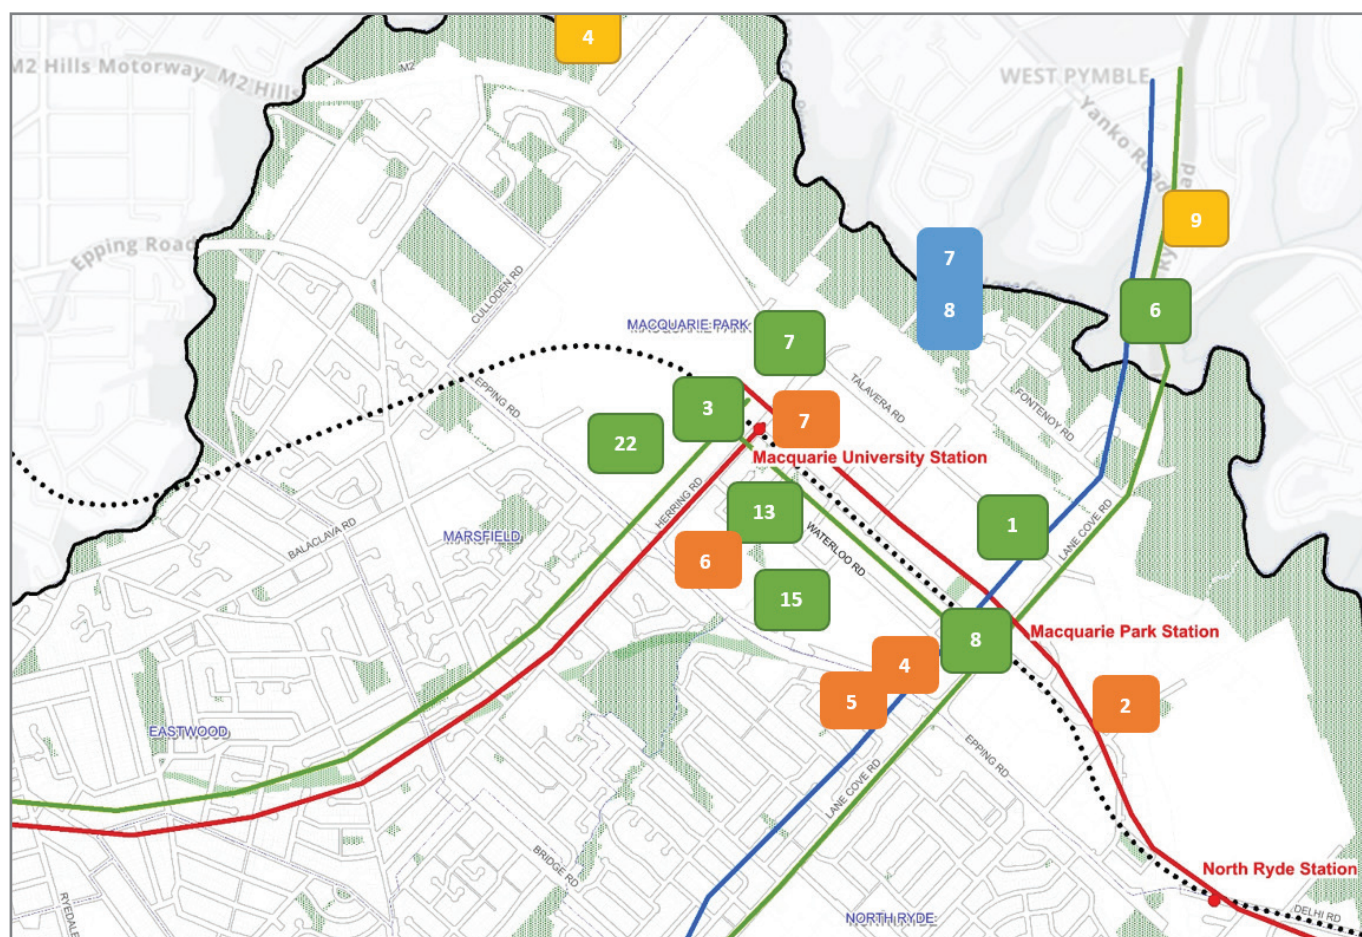 4
M2 Hills Motorway
M2 Hills
M2
WEST PYMBLE
Yanko Road
9
Epping Road
7
8
6
CULLODEN RD
MACQUARIE PARK
7
EPPING RD
TALAVERA RD
FONTENOY RD
3
7
22
Macquarie University Station
HERRING RD
13
WATERLOO RD
1
LANE COVE RD
BALACLAVA RD
MARSFIELD
6
15
8
Macquarie Park Station
4
5
2
EASTWOOD
EPPING RD
LANE COVE RD
BRIDGE RD
North Ryde Station
NORTH RYDE
DELHI RD